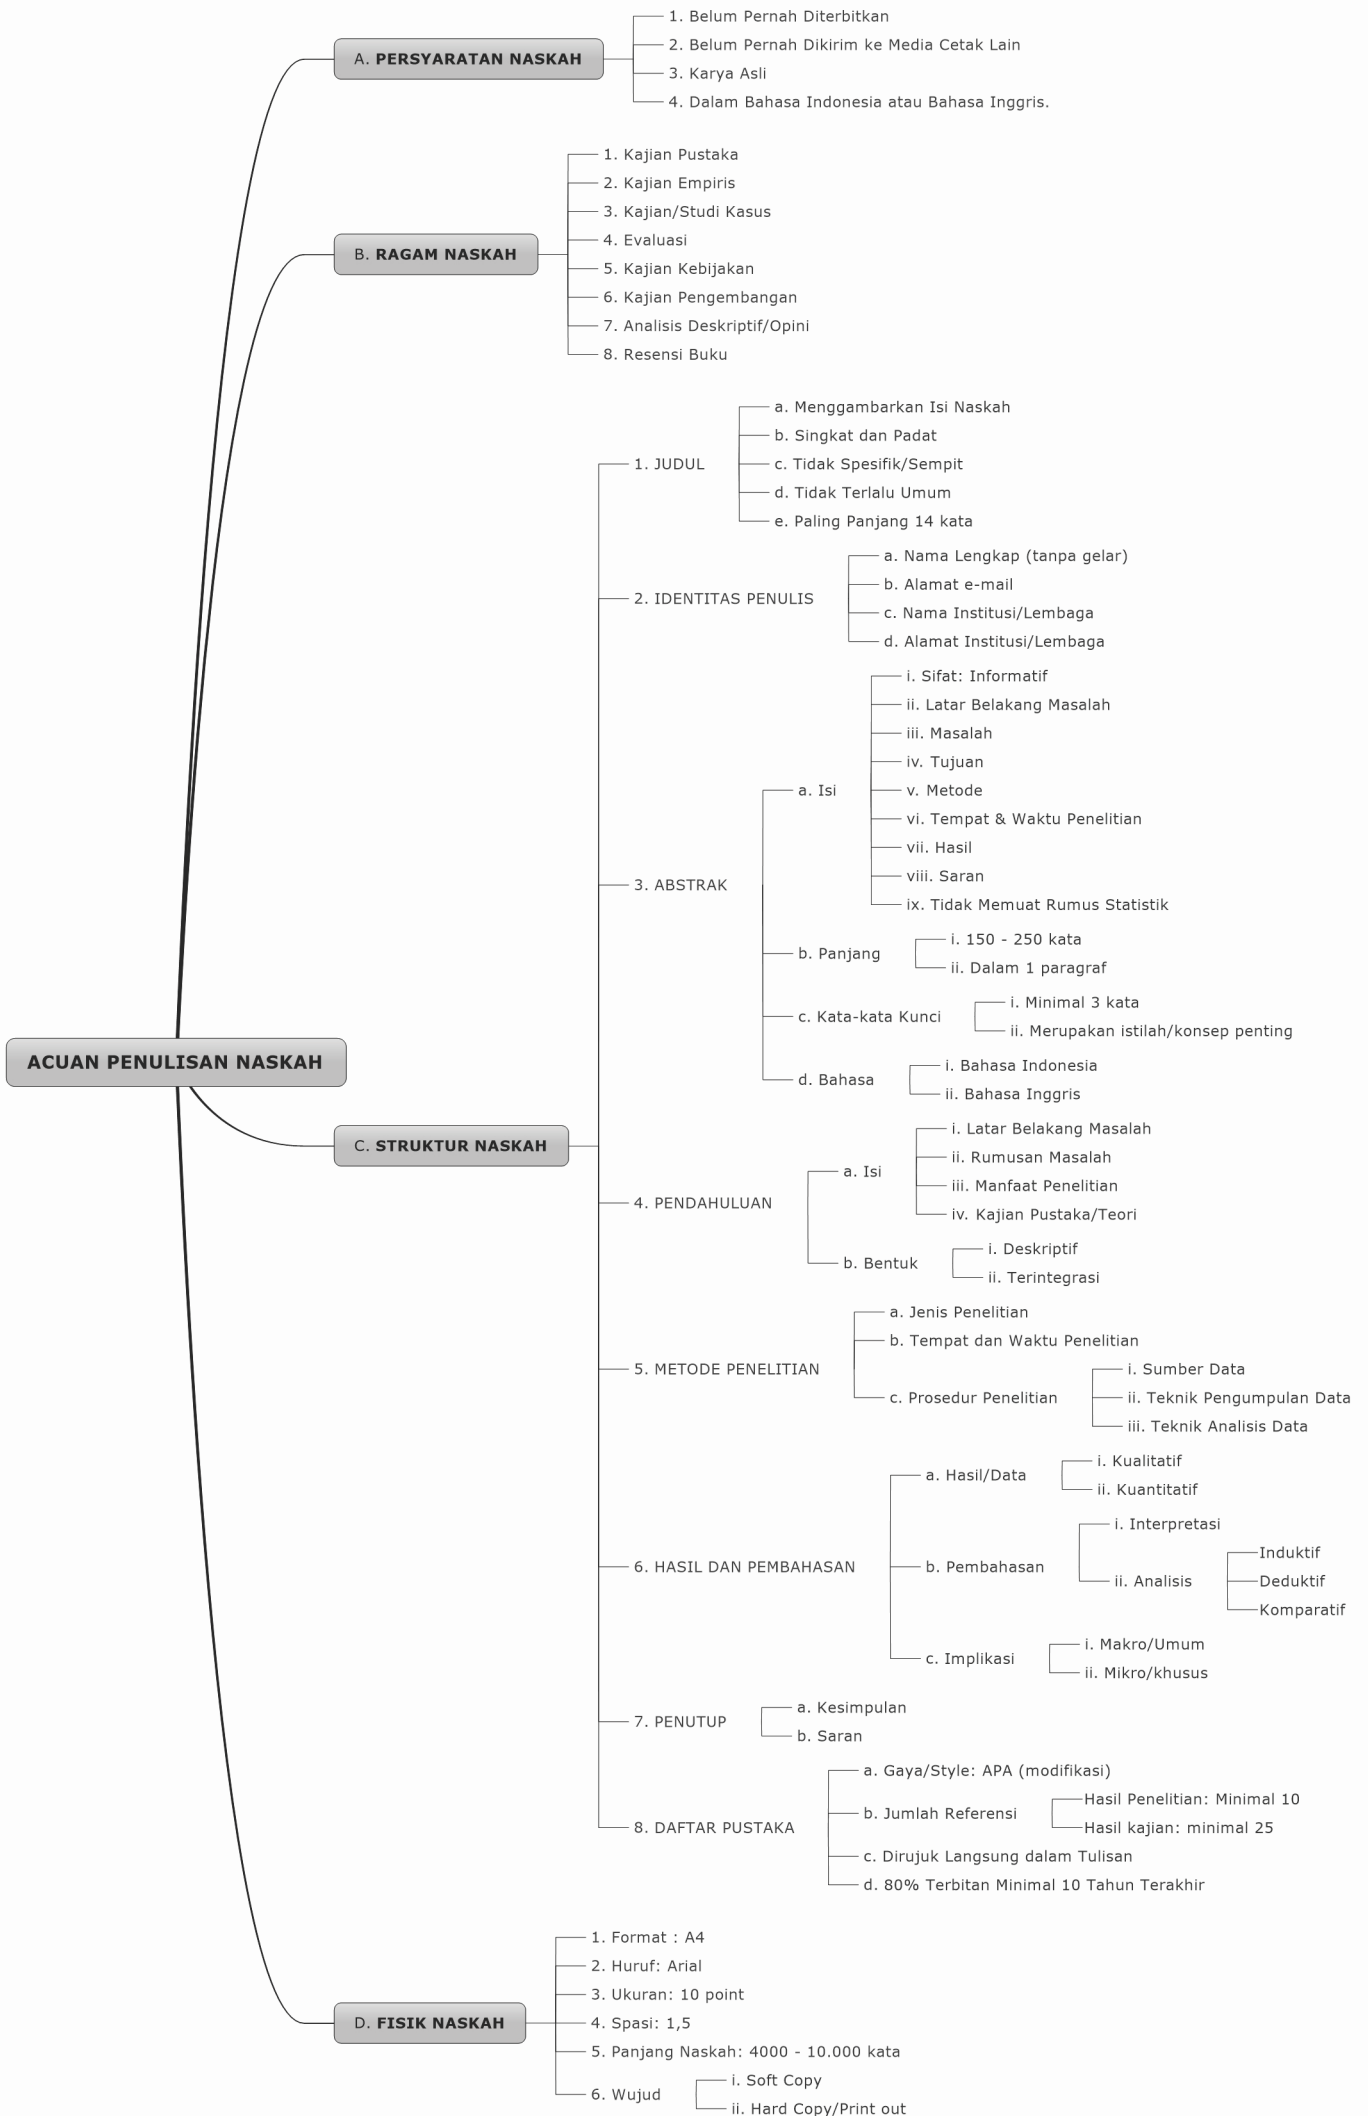 ACUAN PENULISAN NASKAH
A. PERSYARATAN NASKAH
1. Belum Pernah Diterbitkan
2. Belum Pernah Dikirim ke Media Cetak Lain
3. Karya Asli
4. Dalam Bahasa Indonesia atau Bahasa Inggris.
B. RAGAM NASKAH
1. Kajian Pustaka
2. Kajian Empiris
3. Kajian/Studi Kasus
4. Evaluasi
5. Kajian Kebijakan
6. Kajian Pengembangan
7. Analisis Deskriptif/Opini
8. Resensi Buku
C. STRUKTUR NASKAH
1. JUDUL
a. Menggambarkan Isi Naskah
b. Singkat dan Padat
c. Tidak Spesifik/Sempit
d. Tidak Terlalu Umum
e. Paling Panjang 14 kata
2. IDENTITAS PENULIS
a. Nama Lengkap (tanpa gelar)
b. Alamat e-mail
c. Nama Institusi/Lembaga
d. Alamat Institusi/Lembaga
3. ABSTRAK
a. Isi
i. Sifat: Informatif
ii. Latar Belakang Masalah
iii. Masalah
iv. Tujuan
v. Metode
vi. Tempat & Waktu Penelitian
vii. Hasil
viii. Saran
ix. Tidak Memuat Rumus Statistik
b. Panjang
i. 150 - 250 kata
ii. Dalam 1 paragraf
c. Kata-kata Kunci
i. Minimal 3 kata
ii. Merupakan istilah/konsep penting
d. Bahasa
i. Bahasa Indonesia
ii. Bahasa Inggris
4. PENDAHULUAN
a. Isi
i. Latar Belakang Masalah
ii. Rumusan Masalah
iii. Manfaat Penelitian
iv. Kajian Pustaka/Teori
b. Bentuk
i. Deskriptif
ii. Terintegrasi
5. METODE PENELITIAN
a. Jenis Penelitian
b. Tempat dan Waktu Penelitian
c. Prosedur Penelitian
i. Sumber Data
ii. Teknik Pengumpulan Data
iii. Teknik Analisis Data
6. HASIL DAN PEMBAHASAN
a. Hasil/Data
i. Kualitatif
ii. Kuantitatif
b. Pembahasan
i. Interpretasi
ii. Analisis
Induktif
Deduktif
Komparatif
c. Implikasi
i. Makro/Umum
ii. Mikro/khusus
7. PENUTUP
a. Kesimpulan
b. Saran
8. DAFTAR PUSTAKA
a. Gaya/Style: APA (modifikasi)
b. Jumlah Referensi
Hasil Penelitian: Minimal 10
Hasil kajian: minimal 25
c. Dirujuk Langsung dalam Tulisan
d. 80% Terbitan Minimal 10 Tahun Terakhir
D. FISIK NASKAH
1. Format : A4
2. Huruf: Arial
3. Ukuran: 10 point
4. Spasi: 1,5
5. Panjang Naskah: 4000 - 10.000 kata
6. Wujud
i. Soft Copy
ii. Hard Copy/Print out